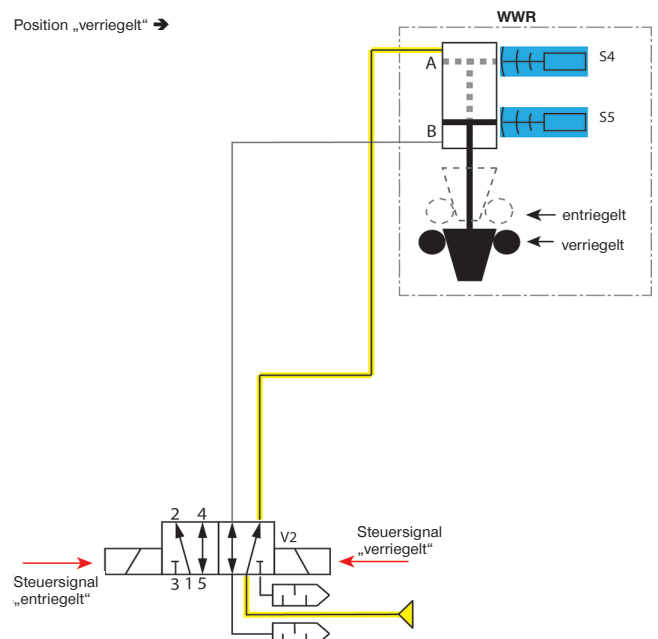 Position „verriegelt“ ➔
WWR
A
S4
B
S5
entriegelt
verriegelt
2 4
V2
3 1 5
Steuersignal
„verriegelt“
Steuersignal
„entriegelt“